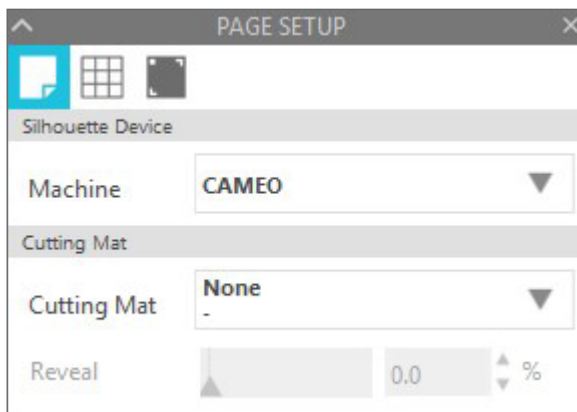 PAGE SETUP
Silhouette Device
Machine CAMEO
Cutting Mat
Cutting Mat None
-
Reveal 0.0 %